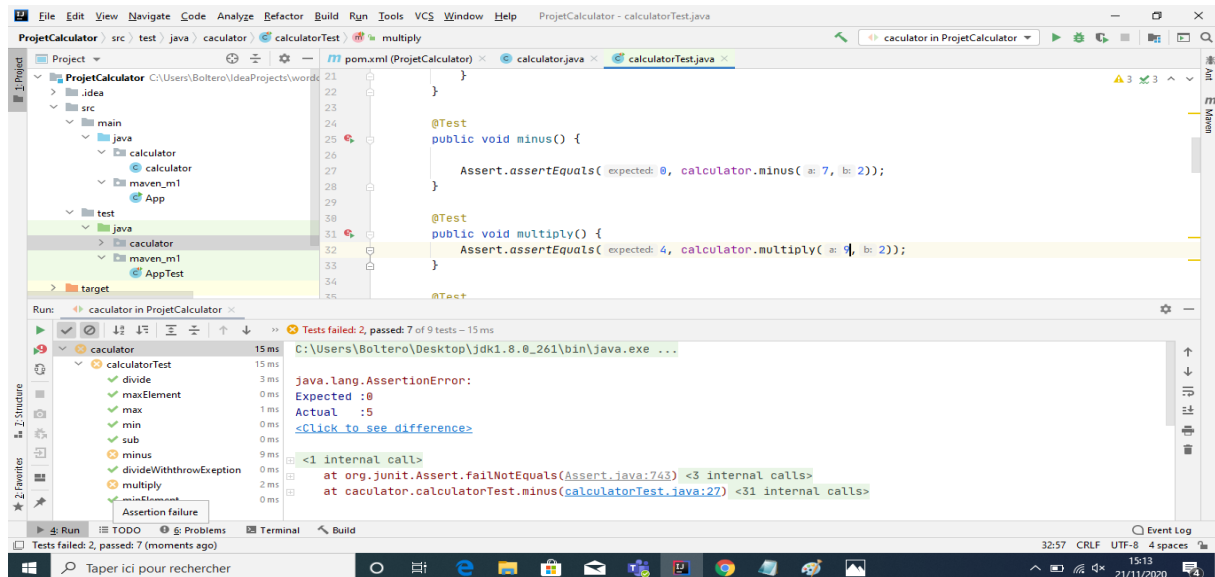 File Edit View Navigate Code Analyze Refactor Build Run Tools VCS Window Help ProjetCalculator - calculatorTest.java
ProjetCalculator src test java caculator calculatorTest multiply caculator in ProjetCalculator
Project pom.xml (ProjetCalculator) calculator.java calculatorTest.java
1: Project
ProjetCalculator C:\Users\Boltero\IdeaProjects\wordc
.idea
src
main
java
calculator
calculator
maven_m1
App
test
java
caculator
maven_m1
AppTest
target
21 }
22 }
23
24 @Test
25 public void minus() {
26
27 Assert.assertEquals( expected: 0, calculator.minus( a: 7, b: 2));
28 }
29
30 @Test
31 public void multiply() {
32 Assert.assertEquals( expected: 4, calculator.multiply( a: 9, b: 2));
33 }
34
35 @Test
3 3
Ant
m Maven
Run: caculator in ProjetCalculator
Tests failed: 2, passed: 7 of 9 tests – 15 ms
caculator 15 ms
calculatorTest 15 ms
divide 3 ms
maxElement 0 ms
max 1 ms
min 0 ms
sub 0 ms
minus 9 ms
divideWiththrowExeption 0 ms
multiply 2 ms
minElement 0 ms
Assertion failure
C:\Users\Boltero\Desktop\jdk1.8.0_261\bin\java.exe ...
java.lang.AssertionError:
Expected :0
Actual :5
<Click to see difference>
<1 internal call>
at org.junit.Assert.failNotEquals(Assert.java:743) <3 internal calls>
at caculator.calculatorTest.minus(calculatorTest.java:27) <31 internal calls>
7: Structure
2: Favorites
4: Run TODO 6: Problems Terminal Build Event Log
Tests failed: 2, passed: 7 (moments ago) 32:57 CRLF UTF-8 4 spaces
Taper ici pour rechercher 15:13
21/11/2020 4